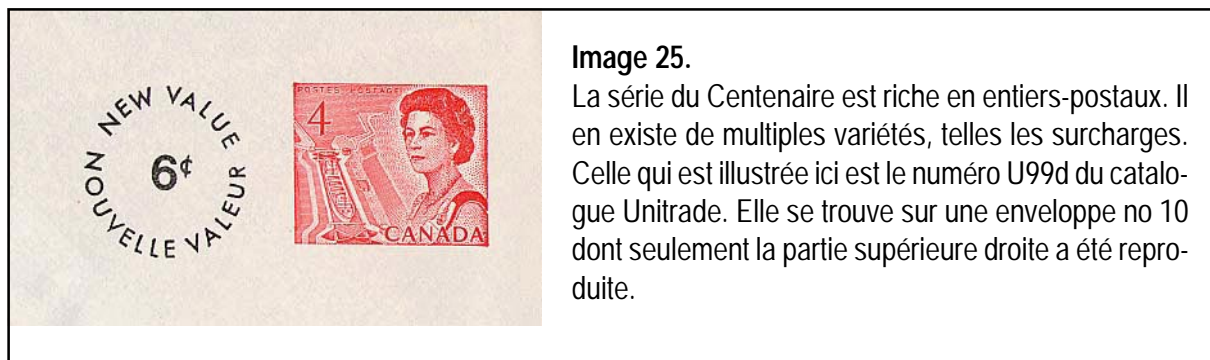 NEW VALUE
6¢
NOUVELLE VALEUR
POSTES POSTAGE
4
CANADA
Image 25.
La série du Centenaire est riche en entiers-postaux. Il
en existe de multiples variétés, telles les surcharges.
Celle qui est illustrée ici est le numéro U99d du catalo-
gue Unitrade. Elle se trouve sur une enveloppe no 10
dont seulement la partie supérieure droite a été repro-
duite.